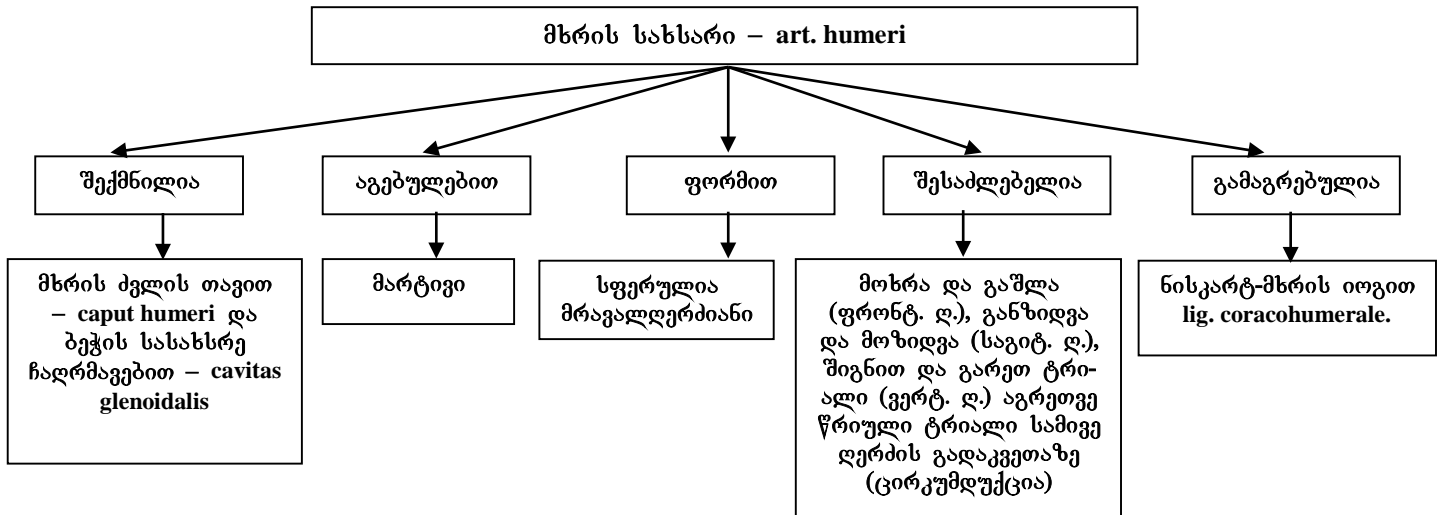 მხრის სახსარი – art. humeri
შექმნილია
აგებულებით
ფორმით
შესაძლებელია
გამაგრებულია
მხრის ძვლის თავით
– caput humeri და
ბეჭის სასახსრე
ჩაღრმავებით – cavitas
glenoidalis
მარტივი
სფერულია
მრავალღერძიანი
მოხრა და გაშლა
(ფრონტ. ღ.), განზიდვა
და მოზიდვა (საგიტ. ღ.),
შიგნით და გარეთ ტრი-
ალი (ვერტ. ღ.) აგრეთვე
წრიული ტრიალი სამივე
ღერძის გადაკვეთაზე
(ცირკუმდუქცია)
ნისკარტ-მხრის იოგით
lig. coracohumerale.